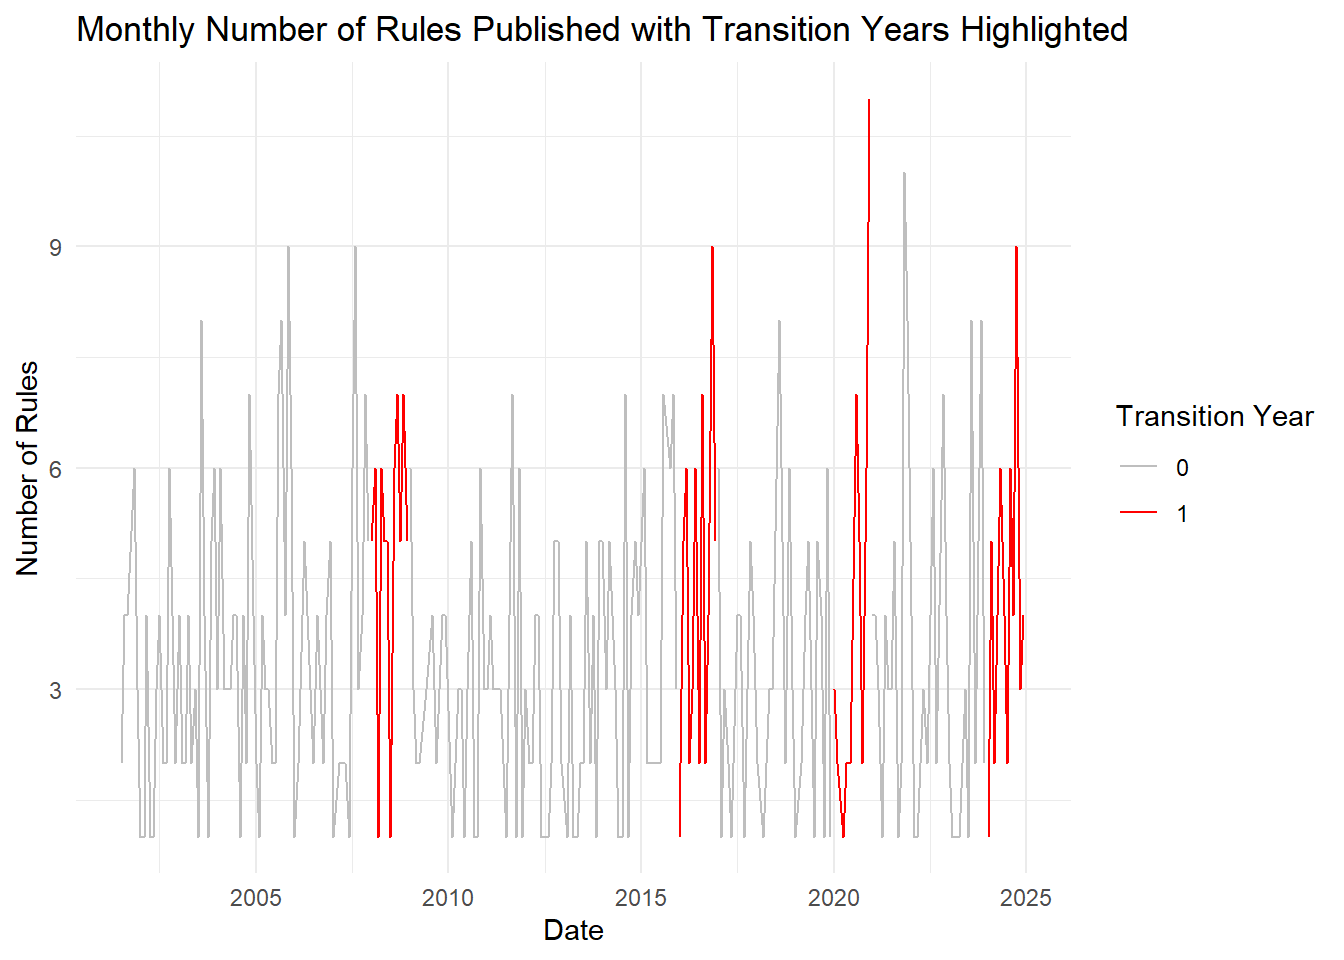 Monthly Number of Rules Published with Transition Years Highlighted
Number of Rules
9
6
3
2005
2010
2015
2020
2025
Date
Transition Year
0
1